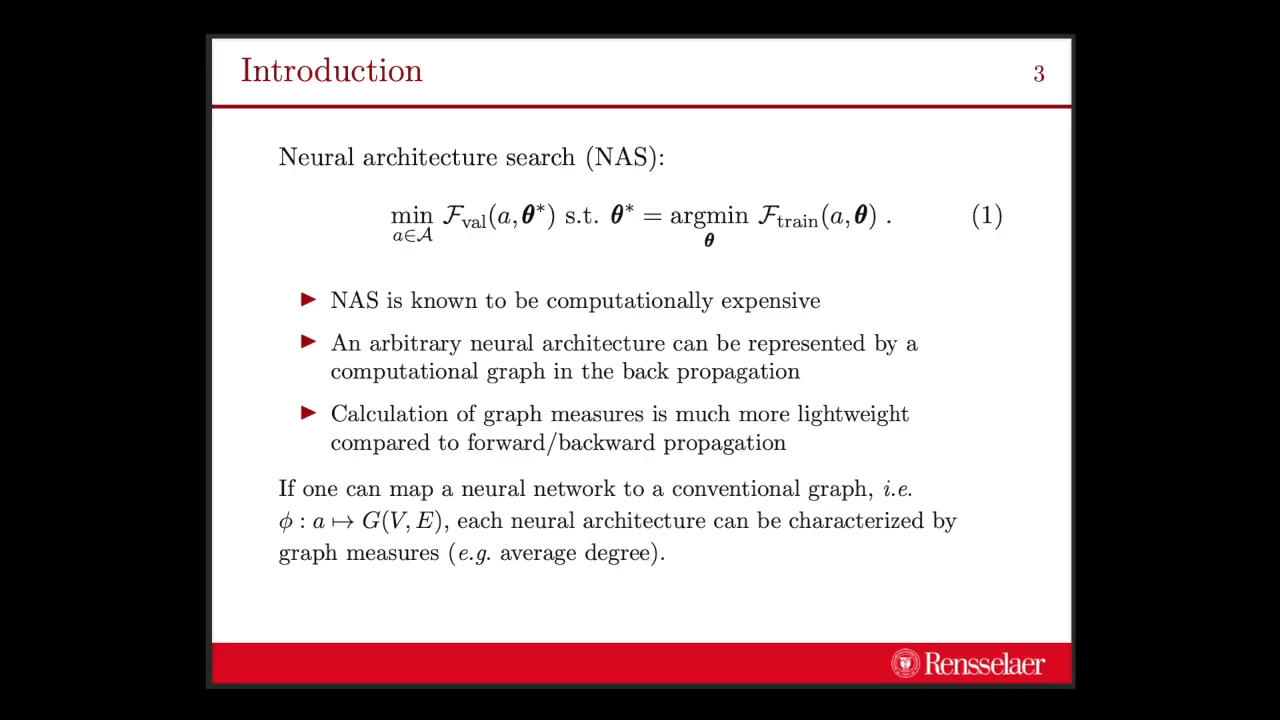 Introduction 3
Neural architecture search (NAS):
min_{a∈𝒜} ℱ_val(a, 𝜽*) s.t. 𝜽* = argmin_𝜽 ℱ_train(a, 𝜽) . (1)
▶ NAS is known to be computationally expensive
▶ An arbitrary neural architecture can be represented by a
computational graph in the back propagation
▶ Calculation of graph measures is much more lightweight
compared to forward/backward propagation
If one can map a neural network to a conventional graph, i.e.
ϕ : a ↦ G(V, E), each neural architecture can be characterized by
graph measures (e.g. average degree).
Rensselaer